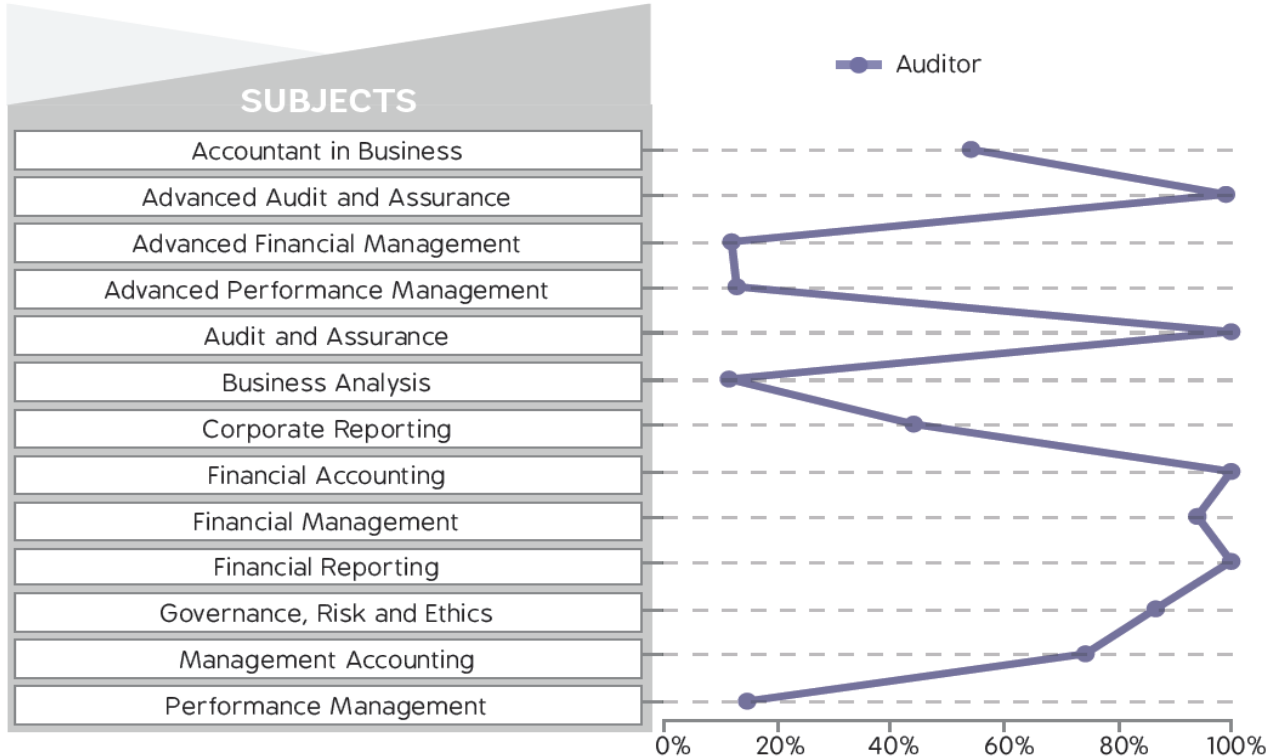 SUBJECTS
Auditor
Accountant in Business
Advanced Audit and Assurance
Advanced Financial Management
Advanced Performance Management
Audit and Assurance
Business Analysis
Corporate Reporting
Financial Accounting
Financial Management
Financial Reporting
Governance, Risk and Ethics
Management Accounting
Performance Management
0% 20% 40% 60% 80% 100%